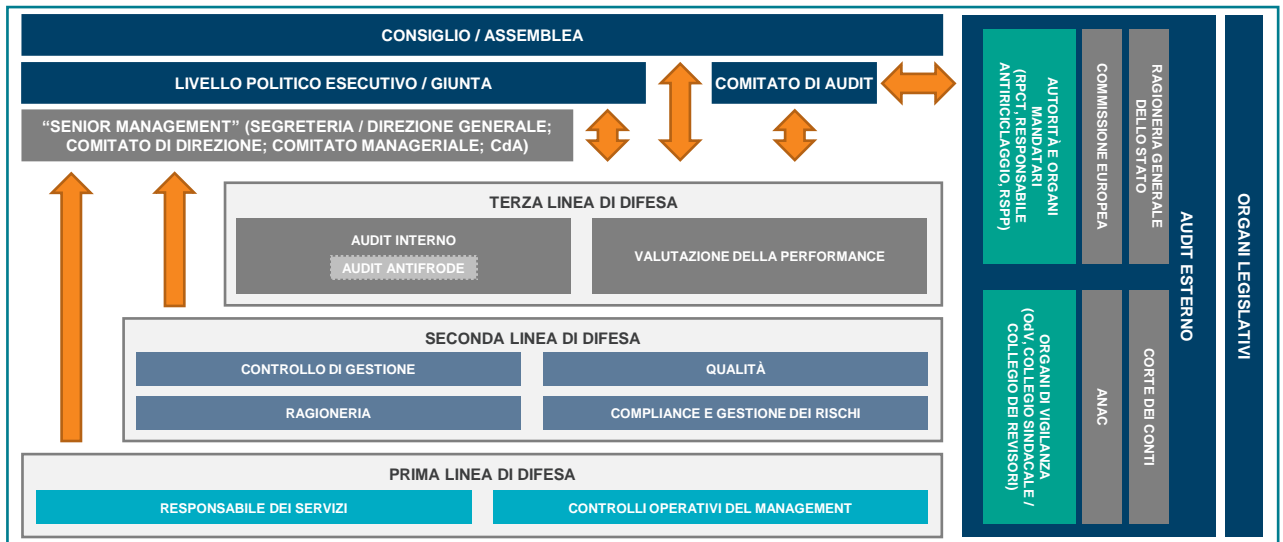 CONSIGLIO / ASSEMBLEA
LIVELLO POLITICO ESECUTIVO / GIUNTA
COMITATO DI AUDIT
“SENIOR MANAGEMENT” (SEGRETERIA / DIREZIONE GENERALE;
COMITATO DI DIREZIONE; COMITATO MANAGERIALE; CdA)
TERZA LINEA DI DIFESA
AUDIT INTERNO
AUDIT ANTIFRODE
VALUTAZIONE DELLA PERFORMANCE
SECONDA LINEA DI DIFESA
CONTROLLO DI GESTIONE
QUALITÀ
RAGIONERIA
COMPLIANCE E GESTIONE DEI RISCHI
PRIMA LINEA DI DIFESA
RESPONSABILE DEI SERVIZI
CONTROLLI OPERATIVI DEL MANAGEMENT
AUTORITÀ E ORGANI
MANDATARI
(RPCT, RESPONSABILE
ANTIRICICLAGGIO, RSPP)
COMMISSIONE EUROPEA
RAGIONERIA GENERALE
DELLO STATO
ORGANI DI VIGILANZA
(OdV, COLLEGIO SINDACALE /
COLLEGIO DEI REVISORI)
ANAC
CORTE DEI CONTI
AUDIT ESTERNO
ORGANI LEGISLATIVI